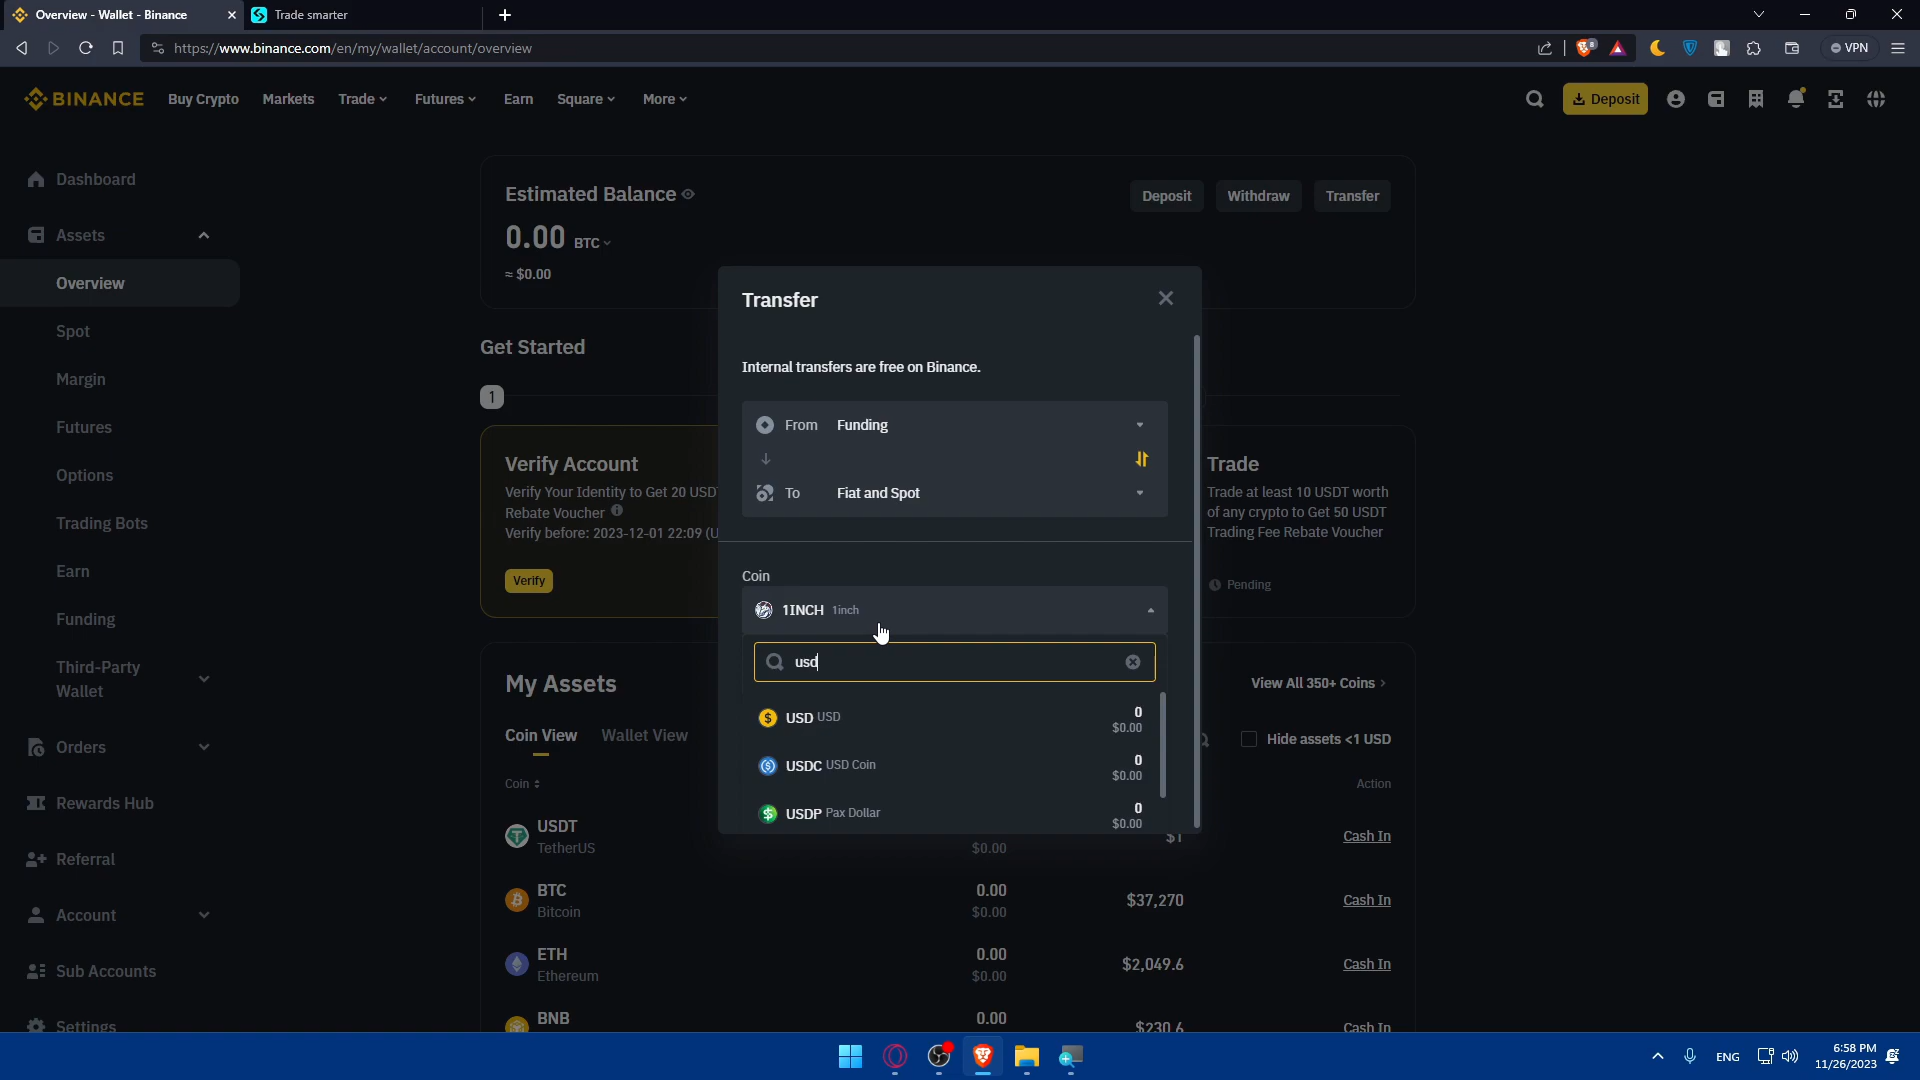 Overview - Wallet - Binance
Trade smarter
https://www.binance.com/en/my/wallet/account/overview
8
VPN
BINANCE
Buy Crypto
Markets
Trade
Futures
Earn
Square
More
Deposit
Dashboard
Assets
Overview
Spot
Margin
Futures
Options
Trading Bots
Earn
Funding
Third-Party
Wallet
Orders
Rewards Hub
Referral
Account
Sub Accounts
Settings
Estimated Balance
0.00 BTC
≈ $0.00
Deposit
Withdraw
Transfer
Get Started
1
Verify Account
Verify Your Identity to Get 20 USDT
Rebate Voucher
Verify before: 2023-12-01 22:09 (U
Verify
Trade
Trade at least 10 USDT worth
of any crypto to Get 50 USDT
Trading Fee Rebate Voucher
Pending
Transfer
Internal transfers are free on Binance.
From Funding
To Fiat and Spot
Coin
1INCH 1inch
usd
USD USD 0
$0.00
USDC USD Coin 0
$0.00
USDP Pax Dollar 0
$0.00
My Assets
View All 350+ Coins
Coin View
Wallet View
Hide assets <1 USD
Coin
Action
USDT
TetherUS
$0.00
$1
Cash In
BTC
Bitcoin
0.00
$0.00
$37,270
Cash In
ETH
Ethereum
0.00
$0.00
$2,049.6
Cash In
BNB
0.00
$230.6
Cash In
ENG
6:58 PM
11/26/2023